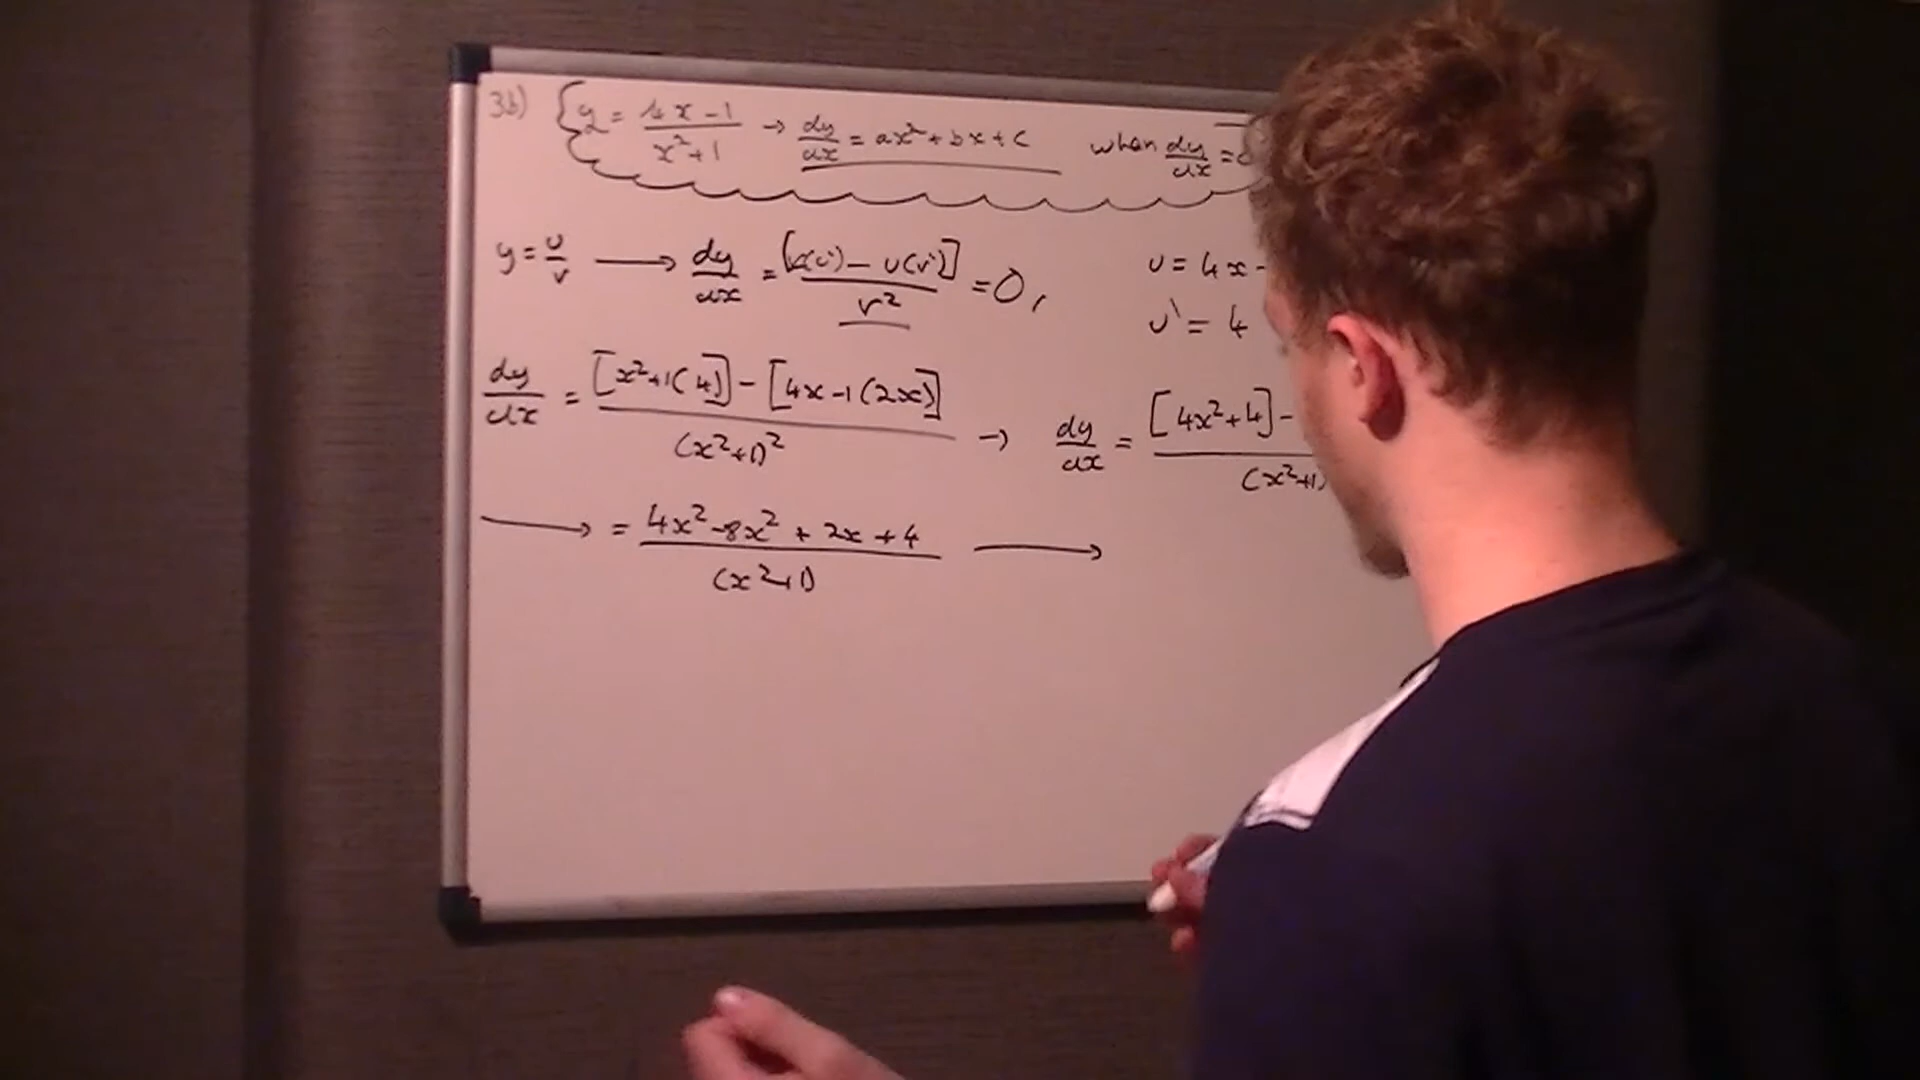 3b) y = 4x-1/x²+1 → dy/dx = ax²+bx+c when dy/dx = 0
y = u/v → dy/dx = [v(u')-u(v')]/v² = 0, u = 4x-
u' = 4
dy/dx = [x²+1(4)] - [4x-1(2x)]/(x²+1)² → dy/dx = [4x²+4]-/(x²+1)
→ = 4x²-8x²+2x+4/(x²+1) →